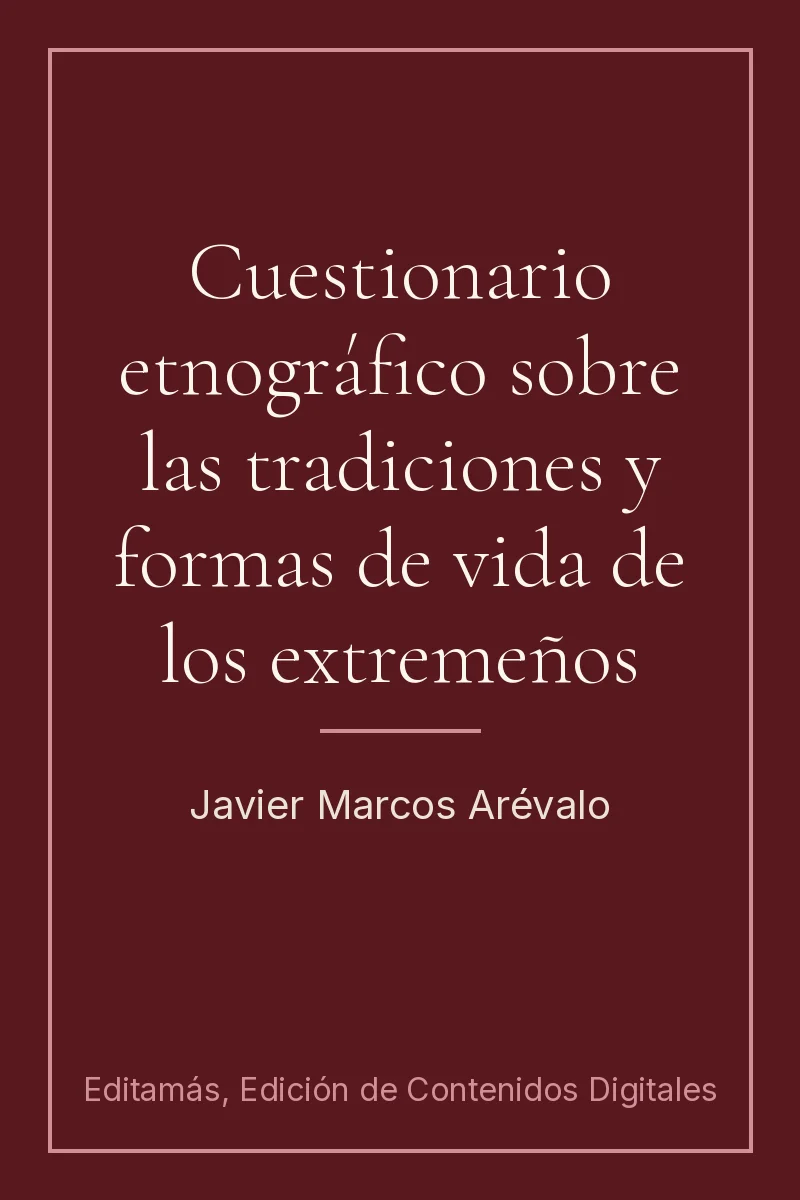 Cuestionario
etnográfico sobre
las tradiciones y
formas de vida de
los extremeños
Javier Marcos Arévalo
Editamás, Edición de Contenidos Digitales